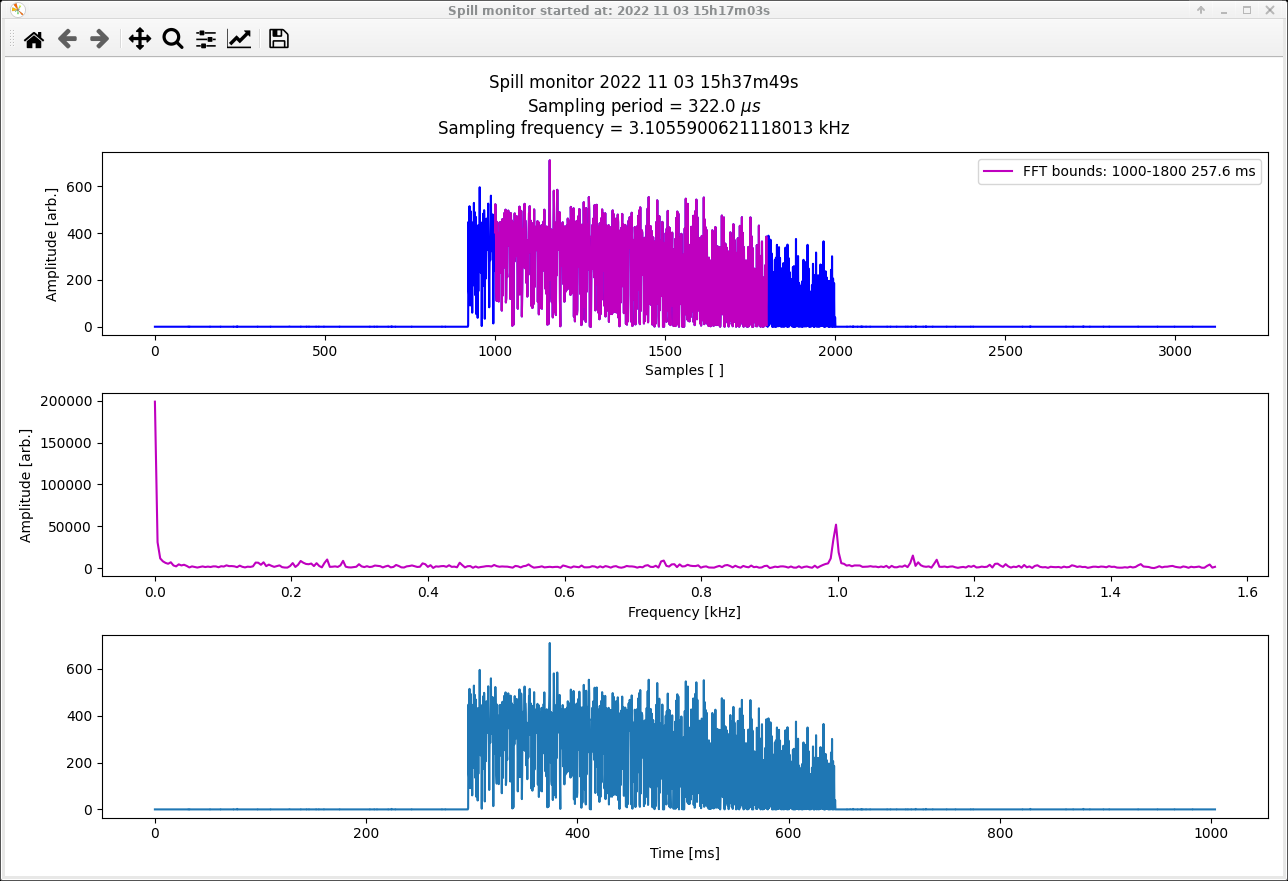 Spill monitor started at: 2022 11 03 15h17m03s
Spill monitor 2022 11 03 15h37m49s
Sampling period = 322.0 μs
Sampling frequency = 3.1055900621118013 kHz
FFT bounds: 1000-1800 257.6 ms
Amplitude [arb.]
600
400
200
0
0 500 1000 1500 2000 2500 3000
Samples [ ]
Amplitude [arb.]
200000
150000
100000
50000
0
0.0 0.2 0.4 0.6 0.8 1.0 1.2 1.4 1.6
Frequency [kHz]
600
400
200
0
0 200 400 600 800 1000
Time [ms]